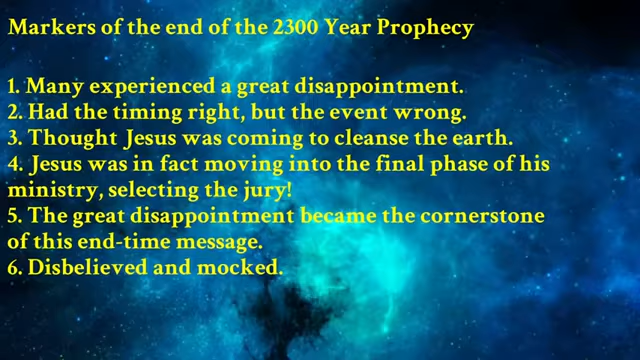 Markers of the end of the 2300 Year Prophecy
1. Many experienced a great disappointment.
2. Had the timing right, but the event wrong.
3. Thought Jesus was coming to cleanse the earth.
4. Jesus was in fact moving into the final phase of his
ministry, selecting the jury!
5. The great disappointment became the cornerstone
of this end-time message.
6. Disbelieved and mocked.